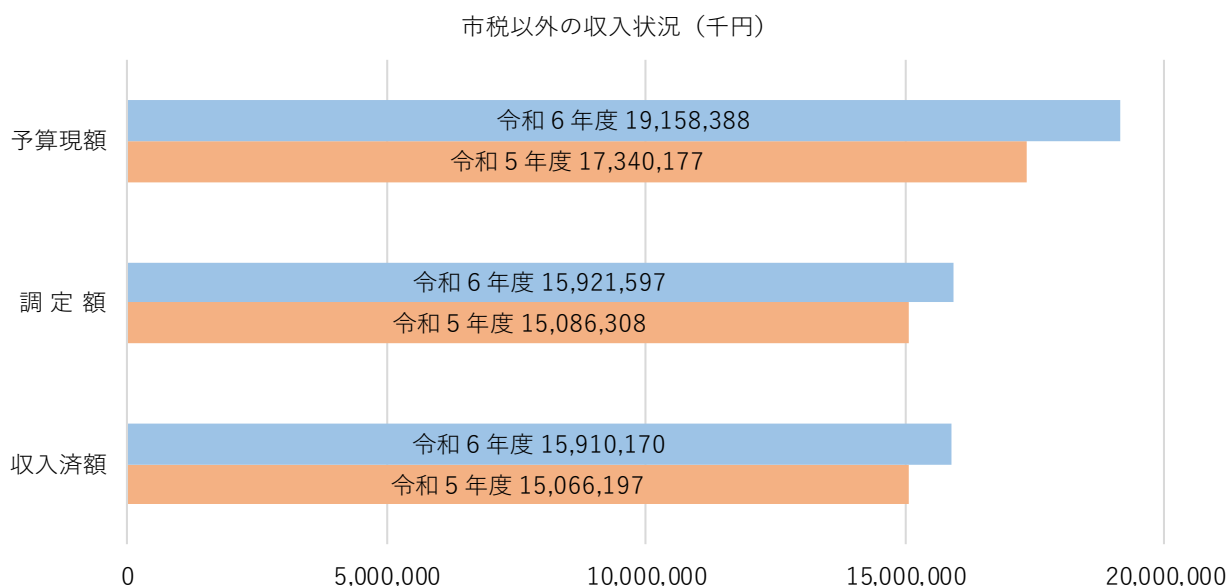 市税以外の収入状況（千円）
予算現額
令和６年度 19,158,388
令和５年度 17,340,177
調 定 額
令和６年度 15,921,597
令和５年度 15,086,308
収入済額
令和６年度 15,910,170
令和５年度 15,066,197
0 5,000,000 10,000,000 15,000,000 20,000,000